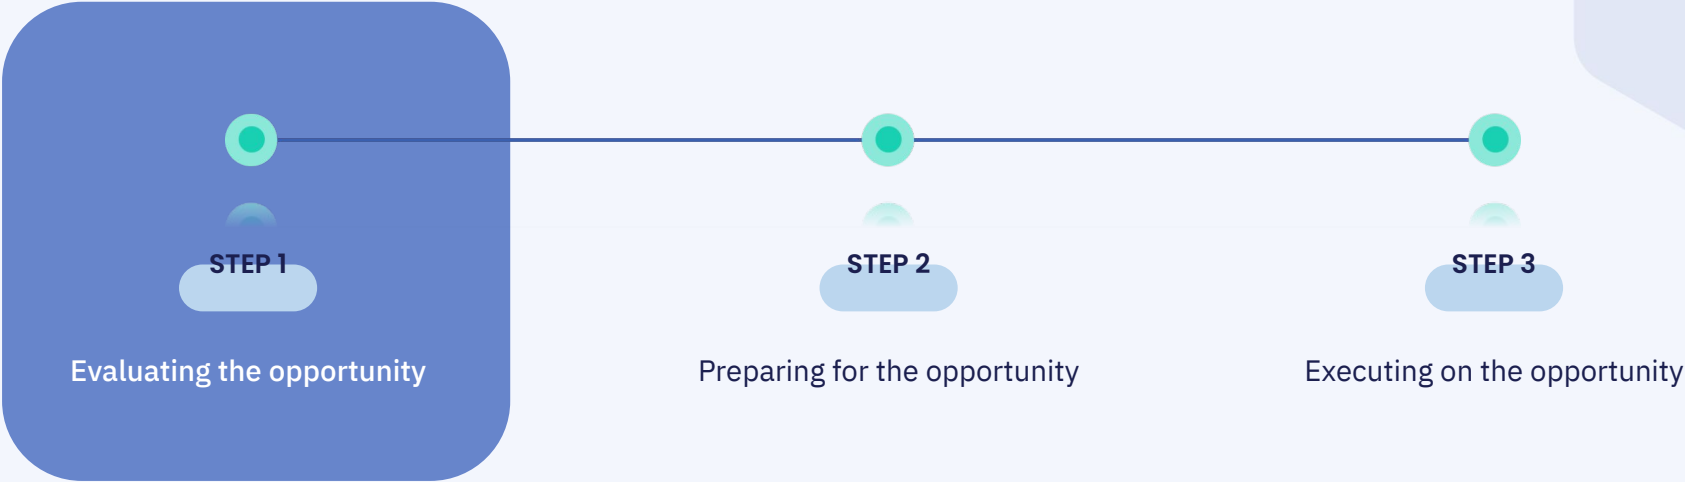 STEP 1
STEP 2
STEP 3
Evaluating the opportunity
Preparing for the opportunity
Executing on the opportunity